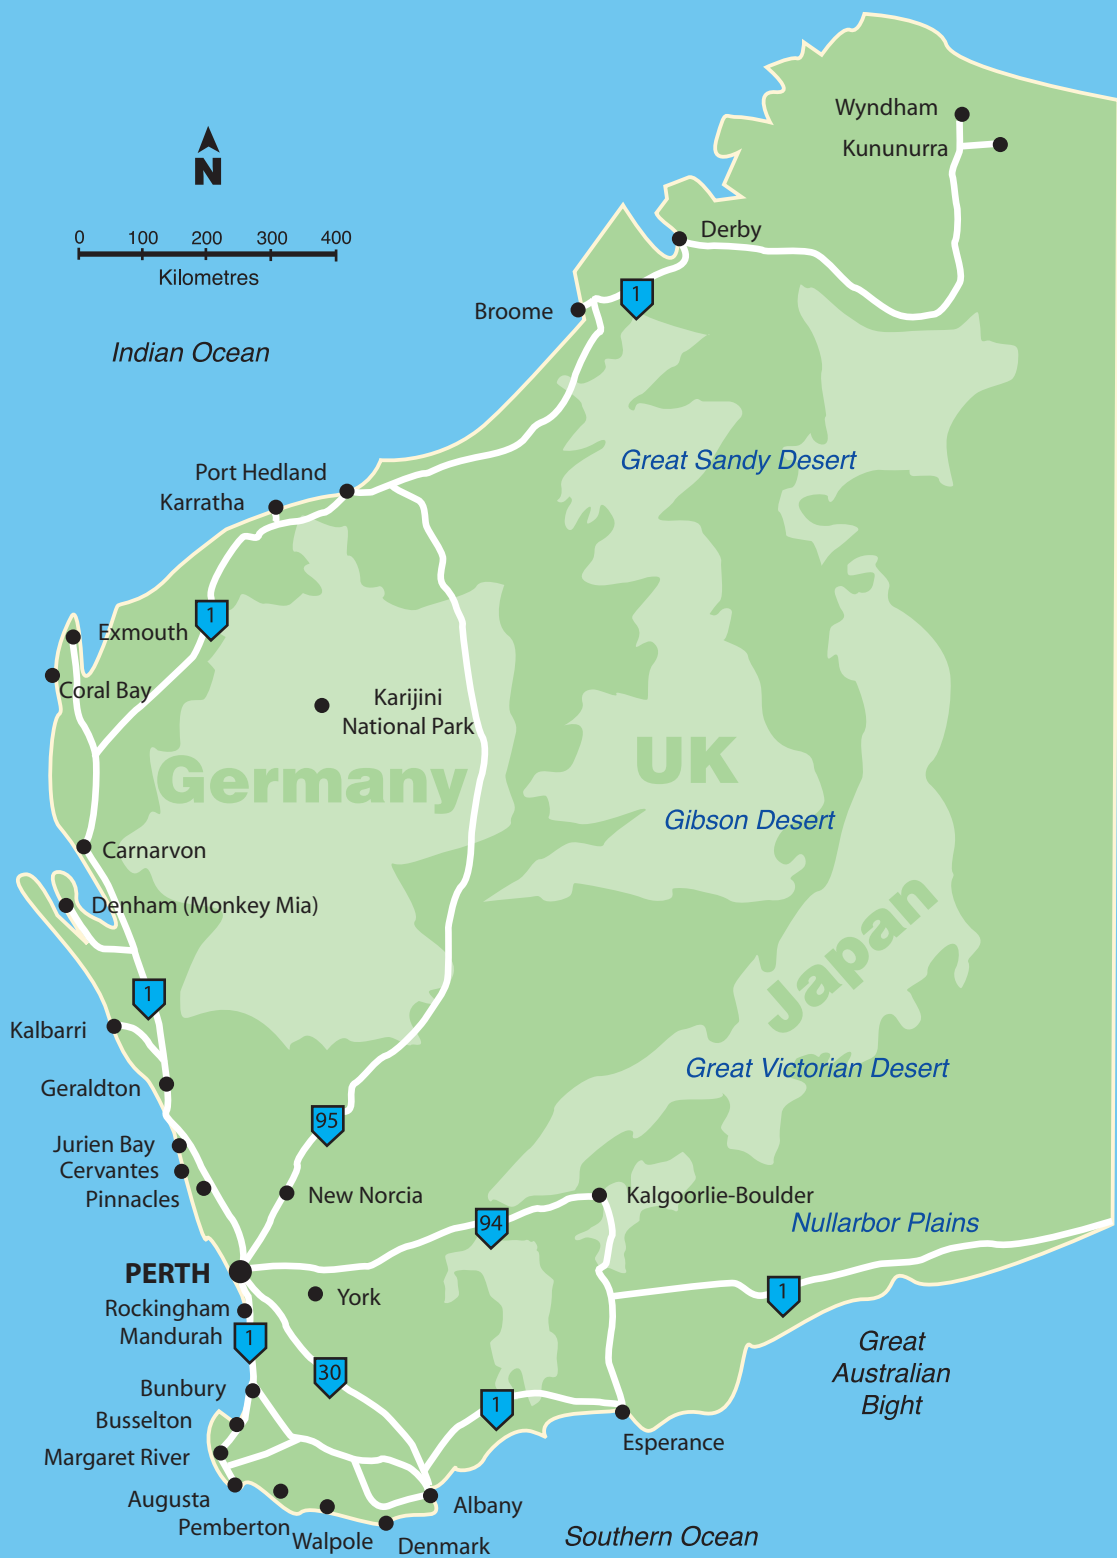 Wyndham
Kununurra
N
0 100 200 300 400
Kilometres
Derby
1
Broome
Indian Ocean
Great Sandy Desert
Port Hedland
Karratha
1
Exmouth
Coral Bay
Karijini
National Park
Germany
UK
Gibson Desert
Carnarvon
Denham (Monkey Mia)
Japan
1
Kalbarri
Great Victorian Desert
Geraldton
95
Jurien Bay
Cervantes
Pinnacles
New Norcia
Kalgoorlie-Boulder
94
Nullarbor Plains
PERTH
York
1
Rockingham
Mandurah
1
Great
Australian
Bight
30
Bunbury
1
Busselton
Esperance
Margaret River
Augusta
Albany
Pemberton
Walpole
Denmark
Southern Ocean